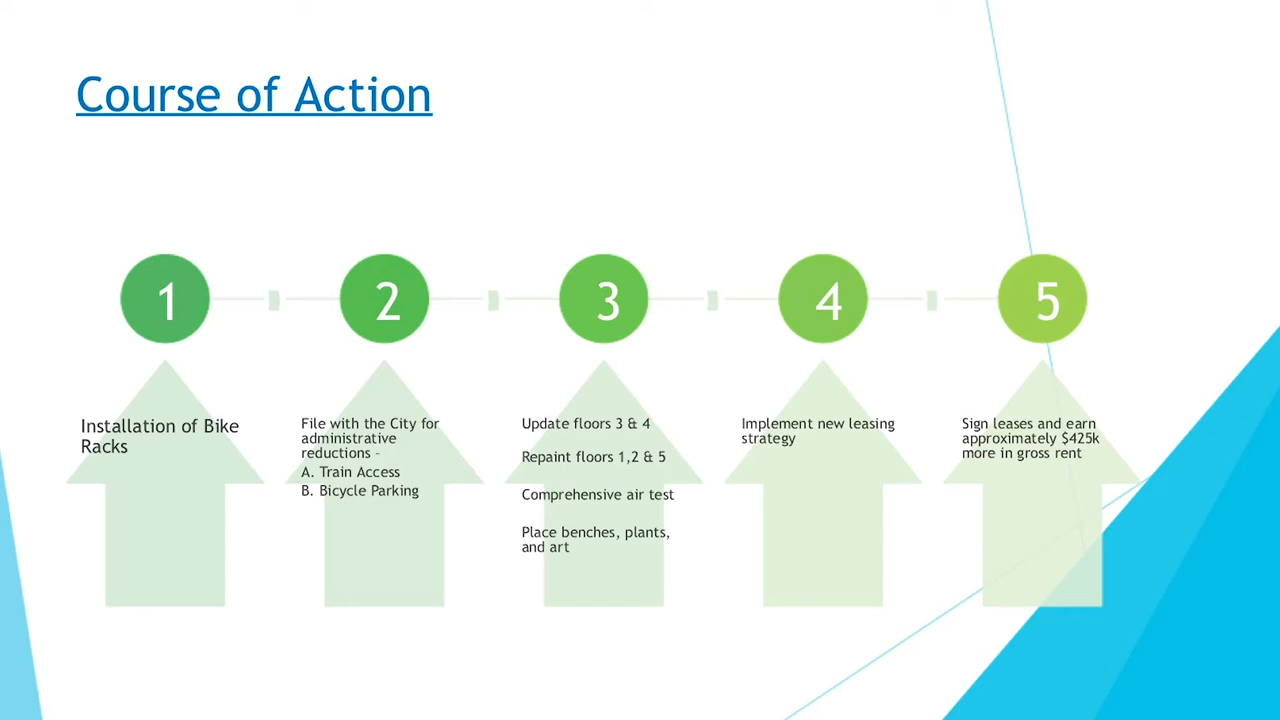 Course of Action
1
2
3
4
5
Installation of Bike
Racks
File with the City for
administrative
reductions –
A. Train Access
B. Bicycle Parking
Update floors 3 & 4
Repaint floors 1,2 & 5
Comprehensive air test
Place benches, plants,
and art
Implement new leasing
strategy
Sign leases and earn
approximately $425k
more in gross rent